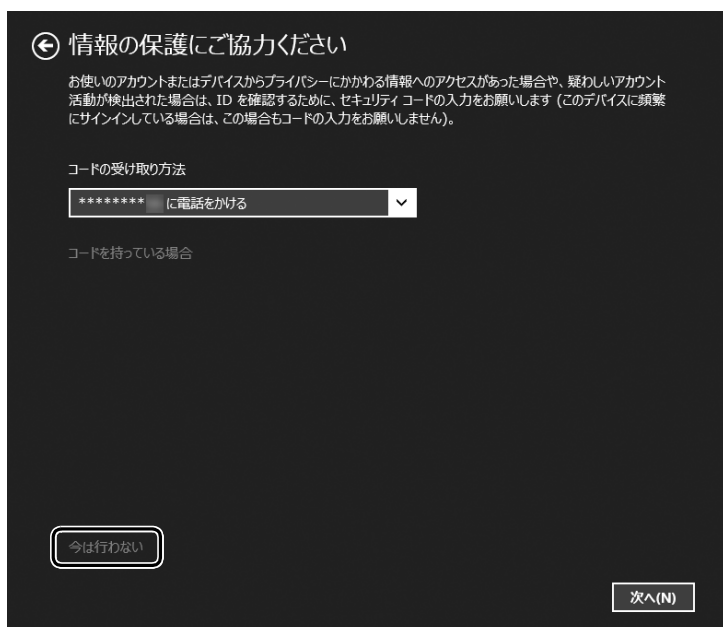 情報の保護にご協力ください
お使いのアカウントまたはデバイスからプライバシーにかかわる情報へのアクセスがあった場合や、疑わしいアカウント
活動が検出された場合は、ID を確認するために、セキュリティ コードの入力をお願いします (このデバイスに頻繁
にサインインしている場合は、この場合もコードの入力をお願いしません)。
コードの受け取り方法
******** に電話をかける
コードを持っている場合
今は行わない
次へ(N)